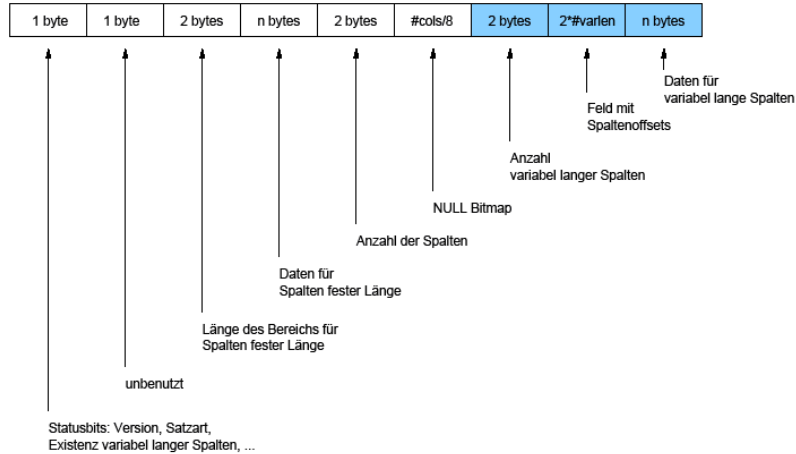 1 byte
1 byte
2 bytes
n bytes
2 bytes
#cols/8
2 bytes
2*#varlen
n bytes
Daten für
variabel lange Spalten
Feld mit
Spaltenoffsets
Anzahl
variabel langer Spalten
NULL Bitmap
Anzahl der Spalten
Daten für
Spalten fester Länge
Länge des Bereichs für
Spalten fester Länge
unbenutzt
Statusbits: Version, Satzart,
Existenz variabel langer Spalten, ...